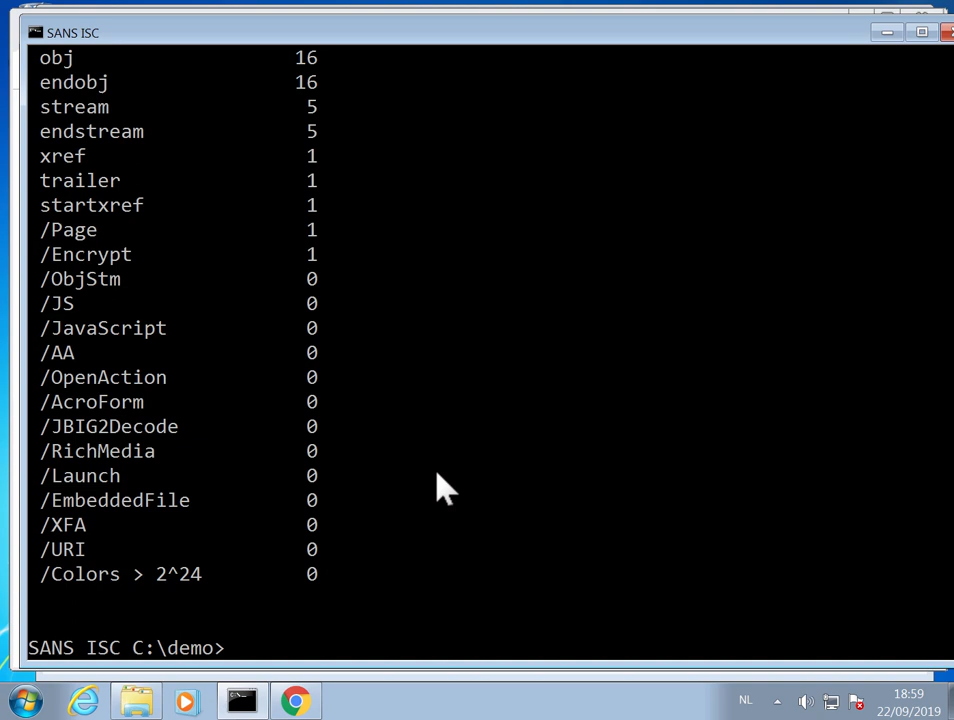 SANS ISC
obj 16
endobj 16
stream 5
endstream 5
xref 1
trailer 1
startxref 1
/Page 1
/Encrypt 1
/ObjStm 0
/JS 0
/JavaScript 0
/AA 0
/OpenAction 0
/AcroForm 0
/JBIG2Decode 0
/RichMedia 0
/Launch 0
/EmbeddedFile 0
/XFA 0
/URI 0
/Colors > 2^24 0
SANS ISC C:\demo>
NL
18:59
22/09/2019